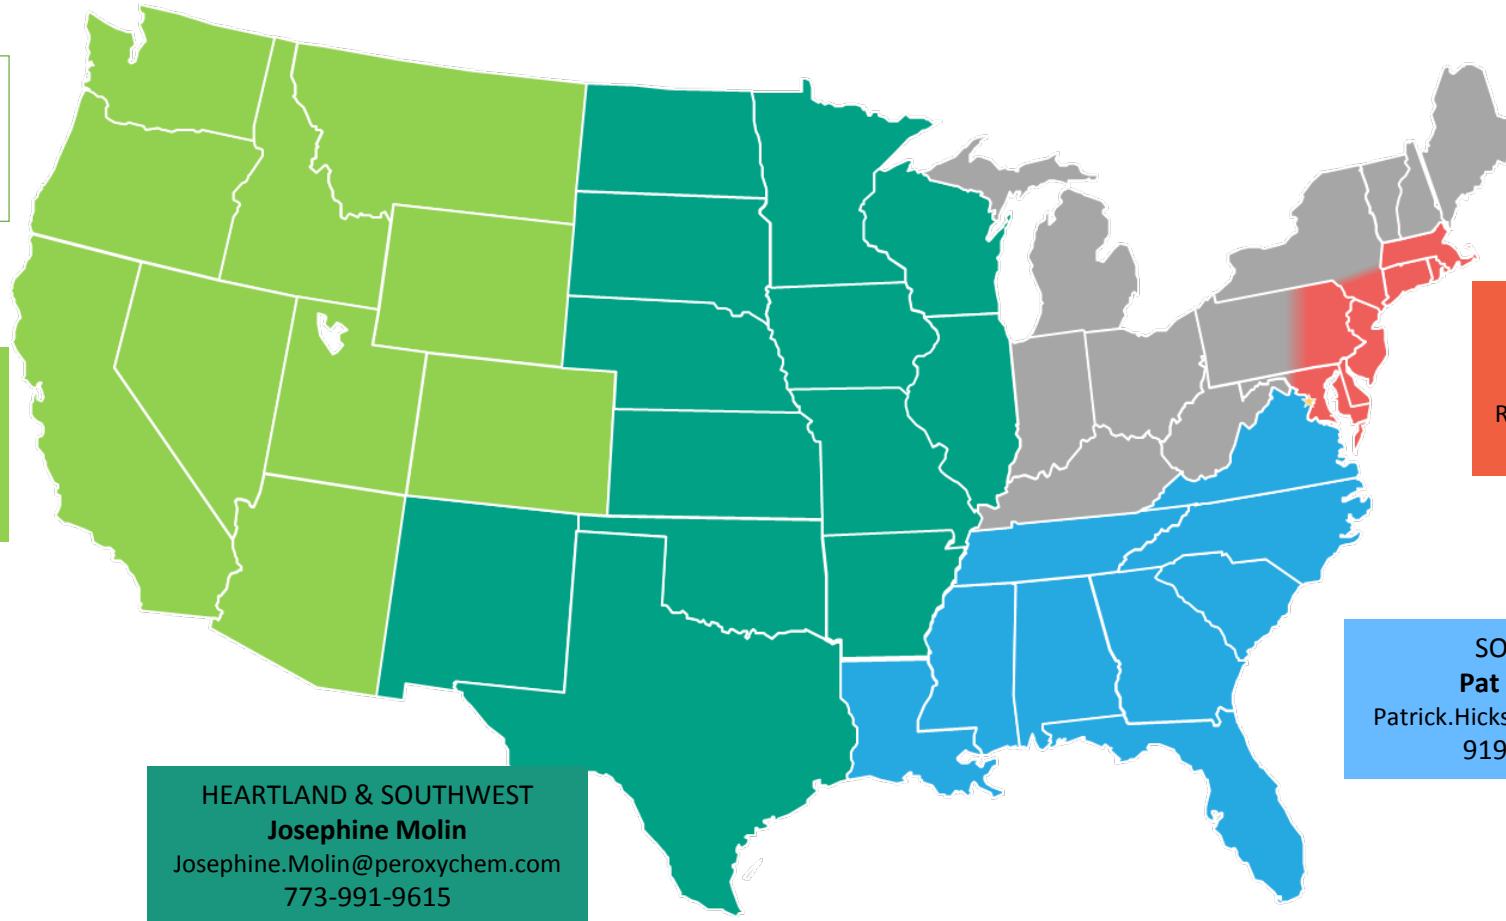 HEARTLAND & SOUTHWEST
Josephine Molin
Josephine.Molin@peroxychem.com
773-991-9615
SO
Pat
Patrick.Hicks
919
R